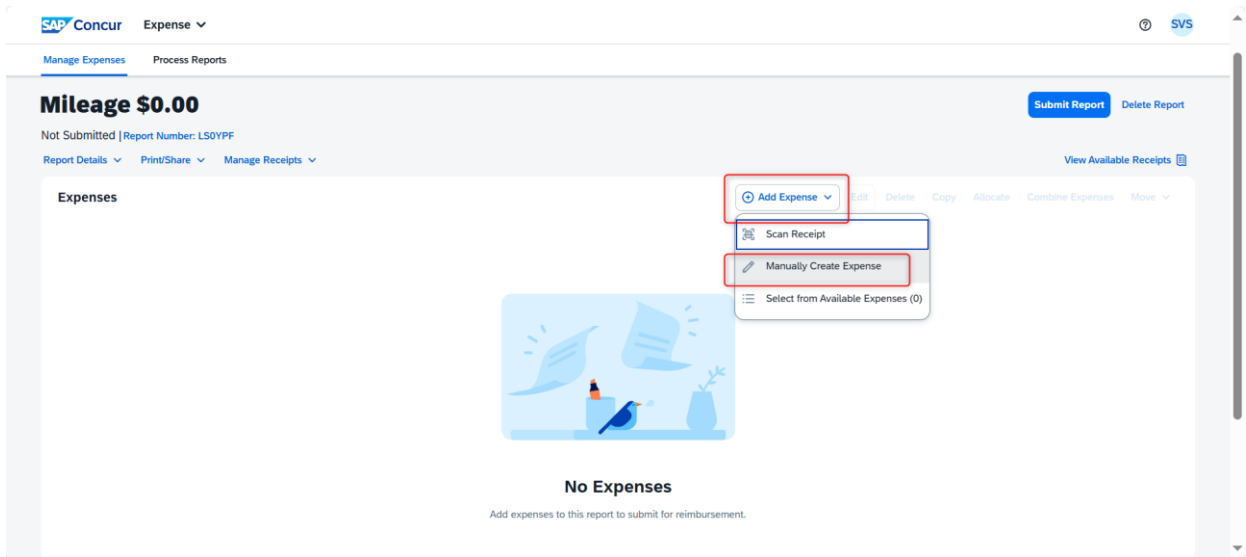 SAP Concur Expense
SVS
Manage Expenses Process Reports
Mileage $0.00
Submit Report Delete Report
Not Submitted | Report Number: LS0YPF
Report Details Print/Share Manage Receipts
View Available Receipts
Expenses
Add Expense Edit Delete Copy Allocate Combine Expenses Move
Scan Receipt
Manually Create Expense
Select from Available Expenses (0)
No Expenses
Add expenses to this report to submit for reimbursement.